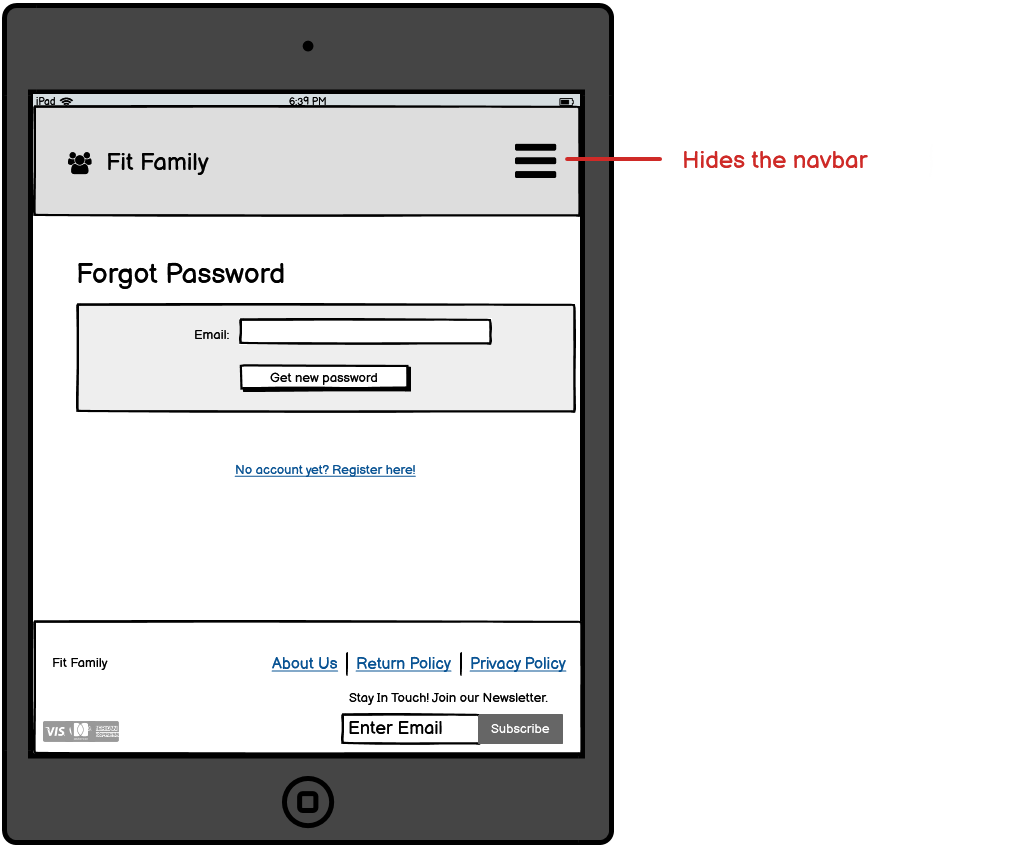 iPad 6:39 PM
Fit Family
Hides the navbar
Forgot Password
Email:
Get new password
No account yet? Register here!
Fit Family
About Us Return Policy Privacy Policy
Stay In Touch! Join our Newsletter.
Enter Email Subscribe
VIS